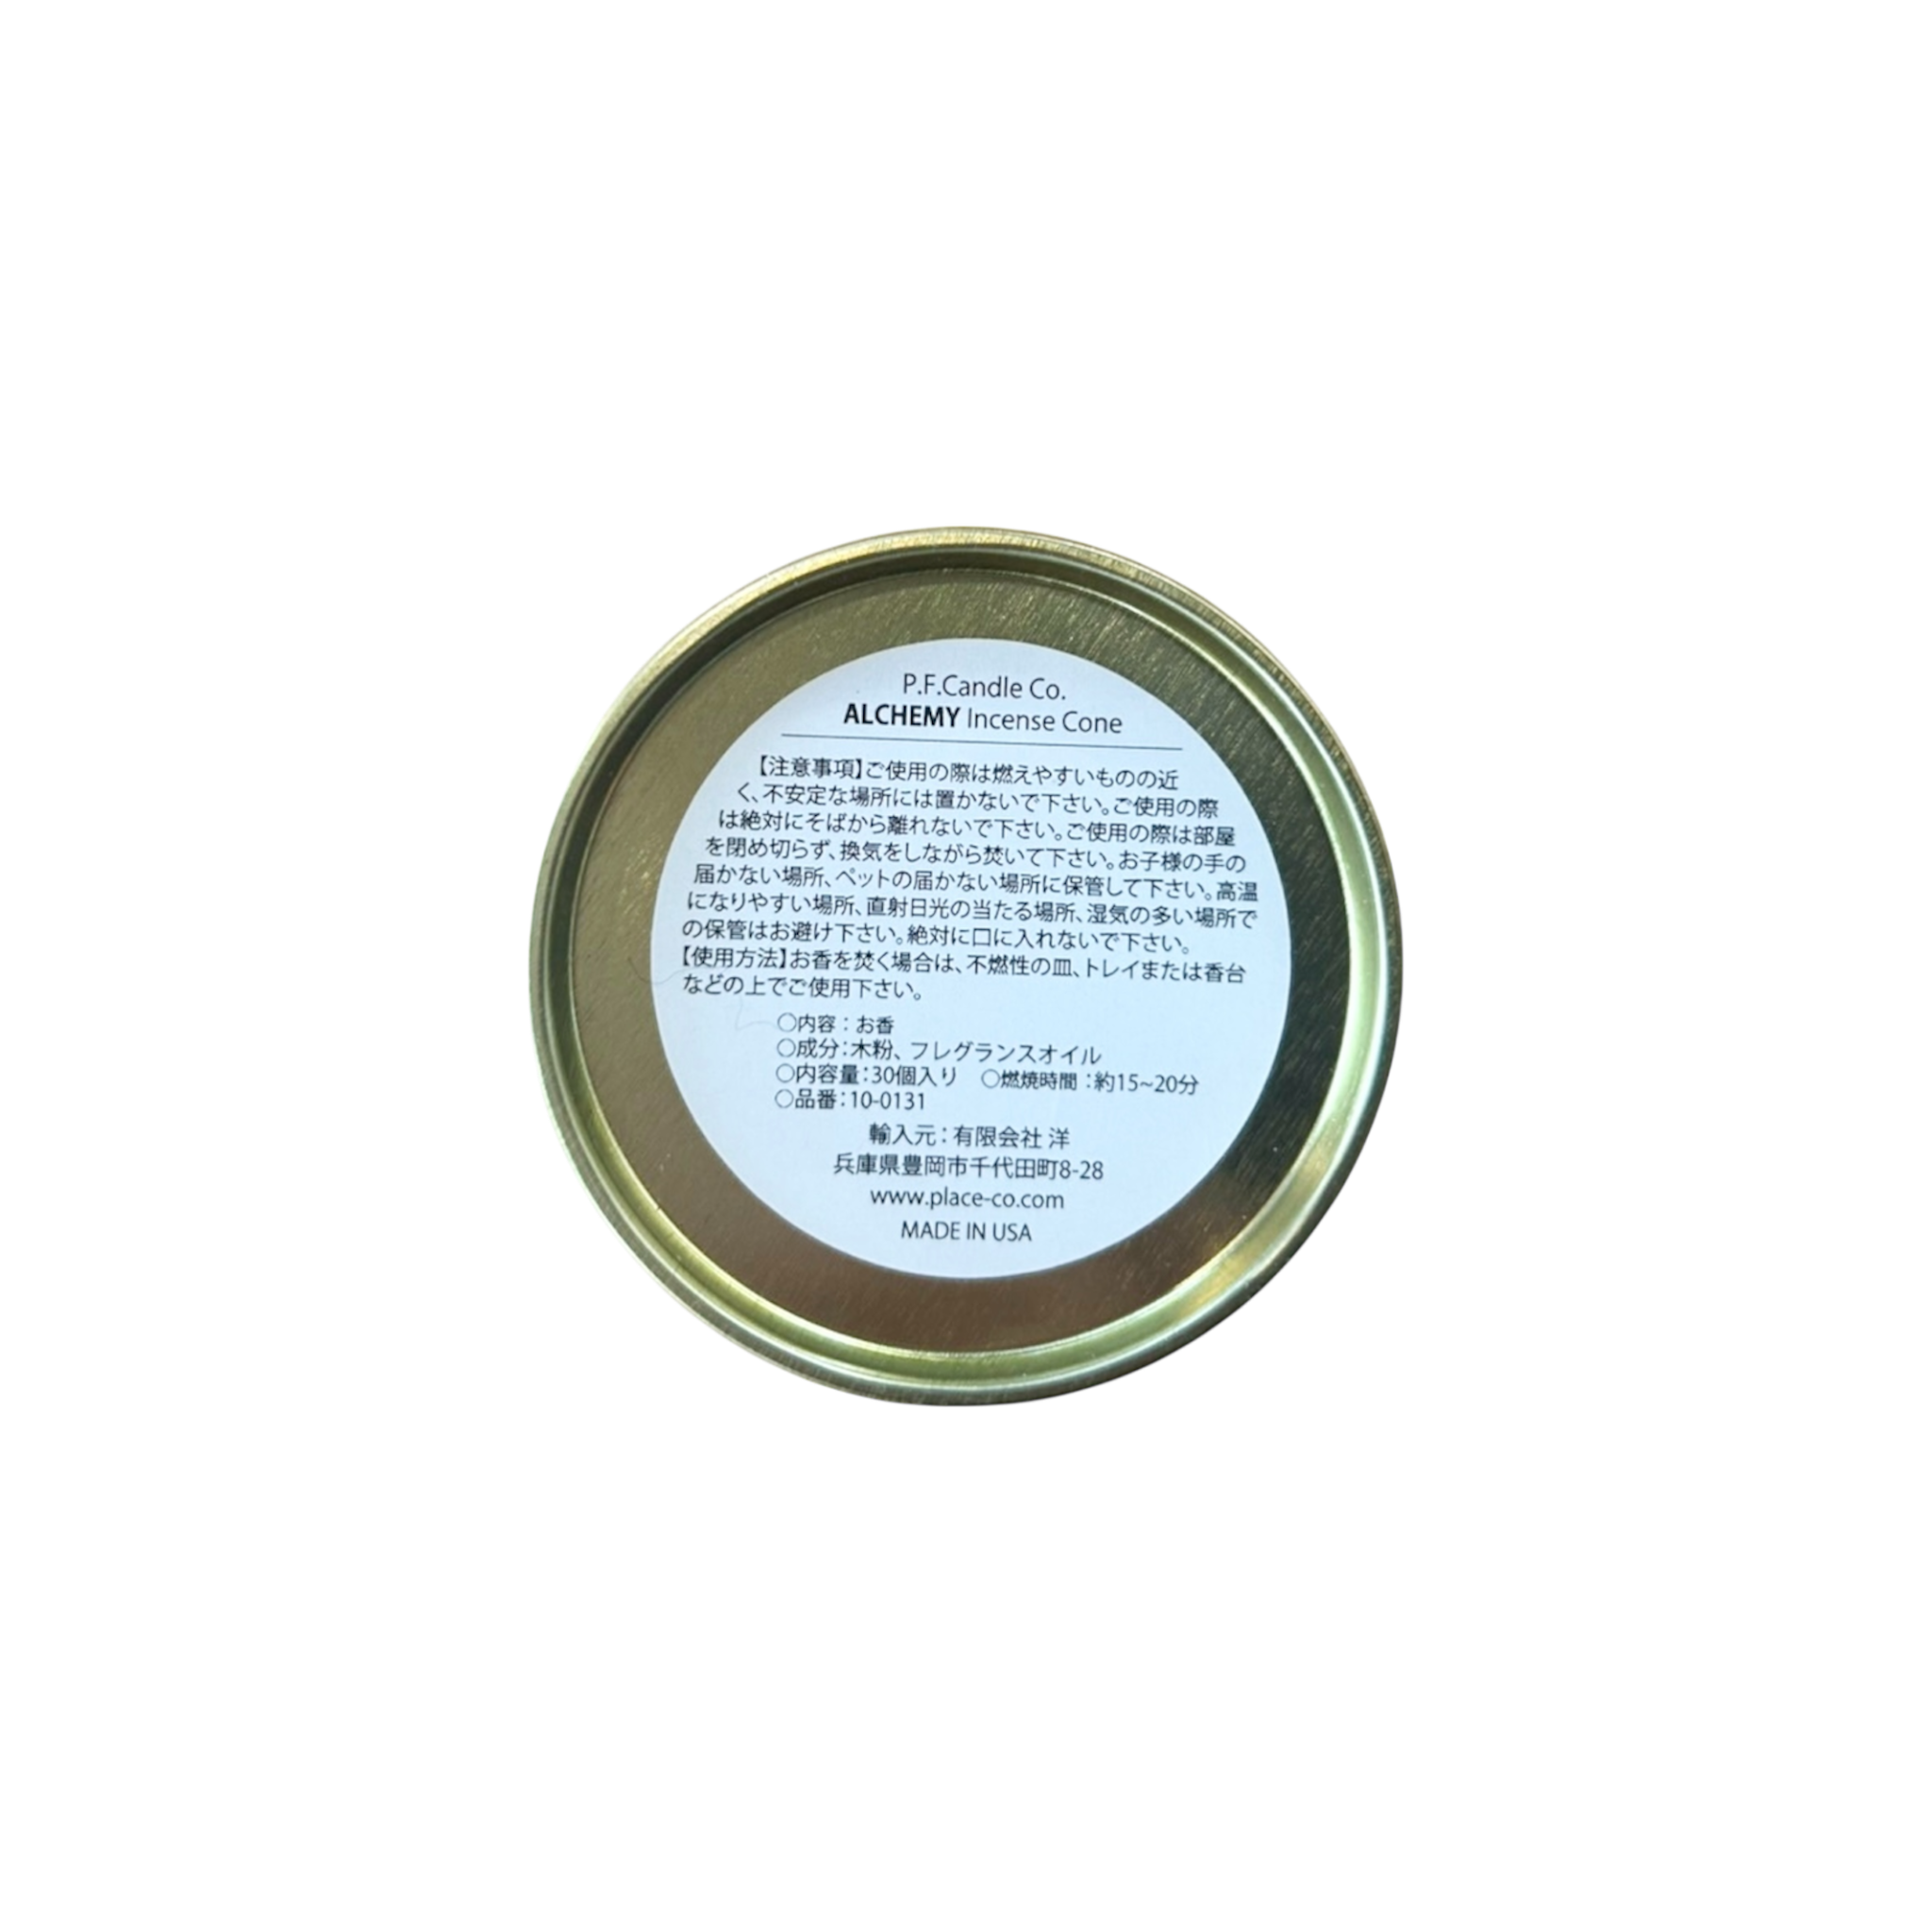 P.F.Candle Co.
ALCHEMY Incense Cone
【注意事項】ご使用の際は燃えやすいものの近
く、不安定な場所には置かないで下さい。ご使用の際
は絶対にそばから離れないで下さい。ご使用の際は部屋
を閉め切らず、換気をしながら焚いて下さい。お子様の手の
届かない場所、ペットの届かない場所に保管して下さい。高温
になりやすい場所、直射日光の当たる場所、湿気の多い場所で
の保管はお避け下さい。絶対に口に入れないで下さい。
【使用方法】お香を焚く場合は、不燃性の皿、トレイまたは香台
などの上でご使用下さい。
○内容：お香
○成分：木粉、フレグランスオイル
○内容量：30個入り ○燃焼時間：約15~20分
○品番：10-0131
輸入元：有限会社 洋
兵庫県豊岡市千代田町8-28
www.place-co.com
MADE IN USA